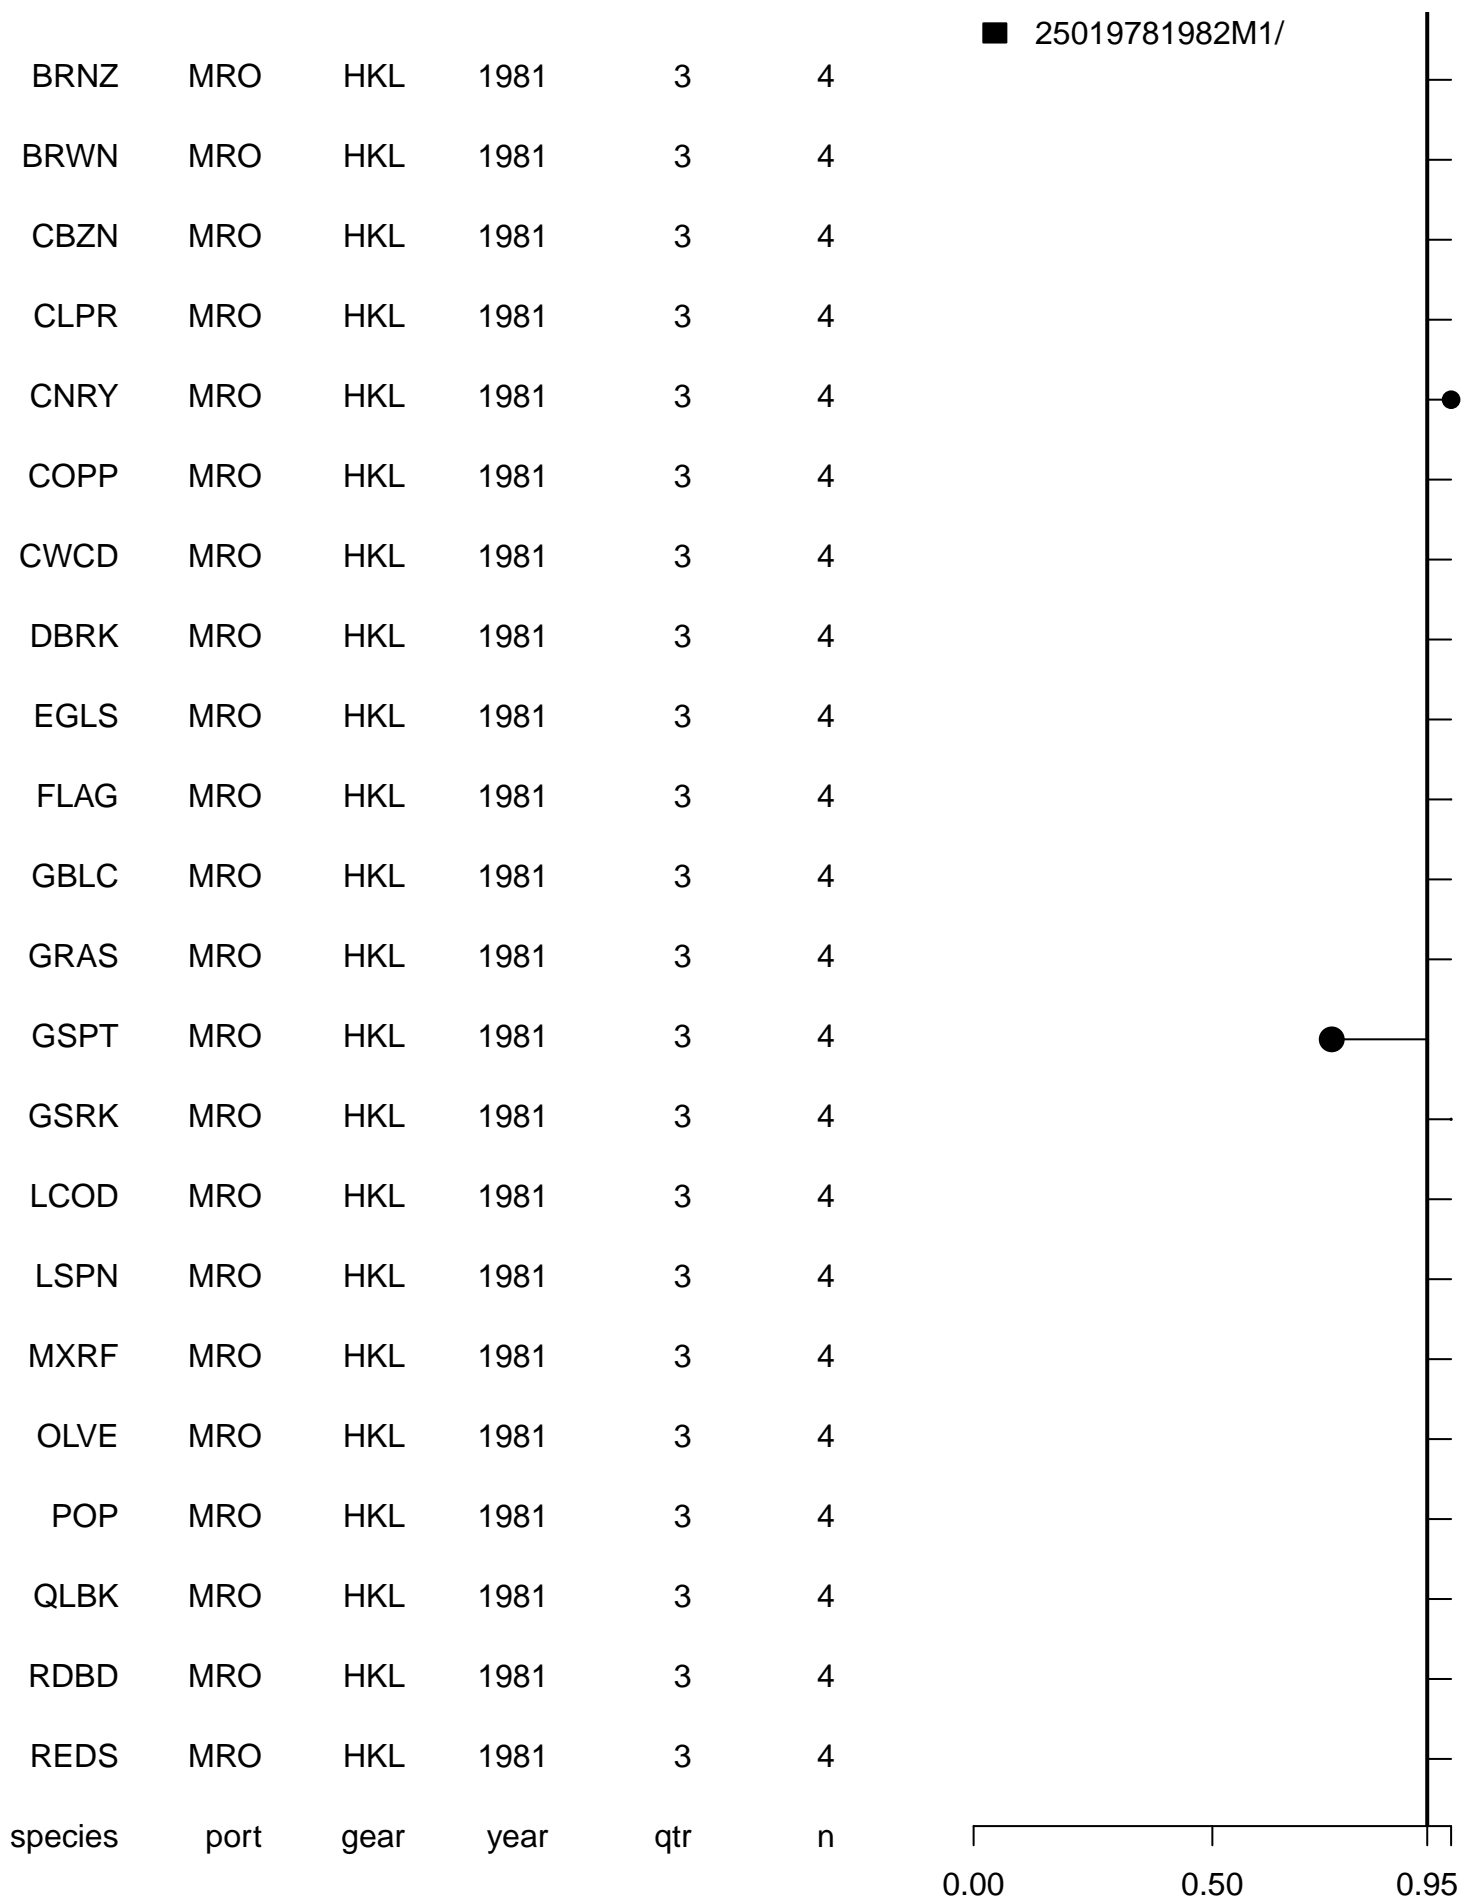 25019781982M1/
BRNZ MRO HKL 1981 3 4
BRWN MRO HKL 1981 3 4
CBZN MRO HKL 1981 3 4
CLPR MRO HKL 1981 3 4
CNRY MRO HKL 1981 3 4
COPP MRO HKL 1981 3 4
CWCD MRO HKL 1981 3 4
DBRK MRO HKL 1981 3 4
EGLS MRO HKL 1981 3 4
FLAG MRO HKL 1981 3 4
GBLC MRO HKL 1981 3 4
GRAS MRO HKL 1981 3 4
GSPT MRO HKL 1981 3 4
GSRK MRO HKL 1981 3 4
LCOD MRO HKL 1981 3 4
LSPN MRO HKL 1981 3 4
MXRF MRO HKL 1981 3 4
OLVE MRO HKL 1981 3 4
POP MRO HKL 1981 3 4
QLBK MRO HKL 1981 3 4
RDBD MRO HKL 1981 3 4
REDS MRO HKL 1981 3 4
species port gear year qtr n
0.00 0.50 0.95